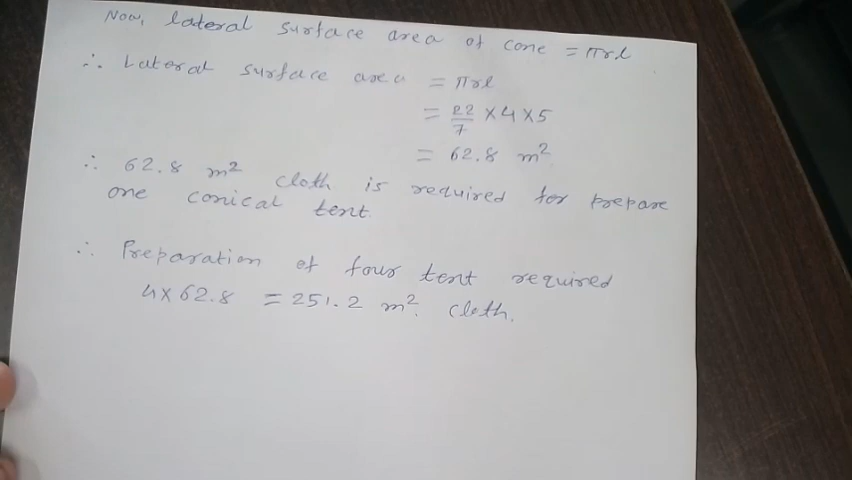 Now, lateral surface area of cone = πrl
∴ Lateral surface area = πrl
= 22/7 × 4 × 5
= 62.8 m²
∴ 62.8 m² cloth is required for prepare
one conical tent.
∴ Preparation of four tent required
4×62.8 = 251.2 m². cloth.